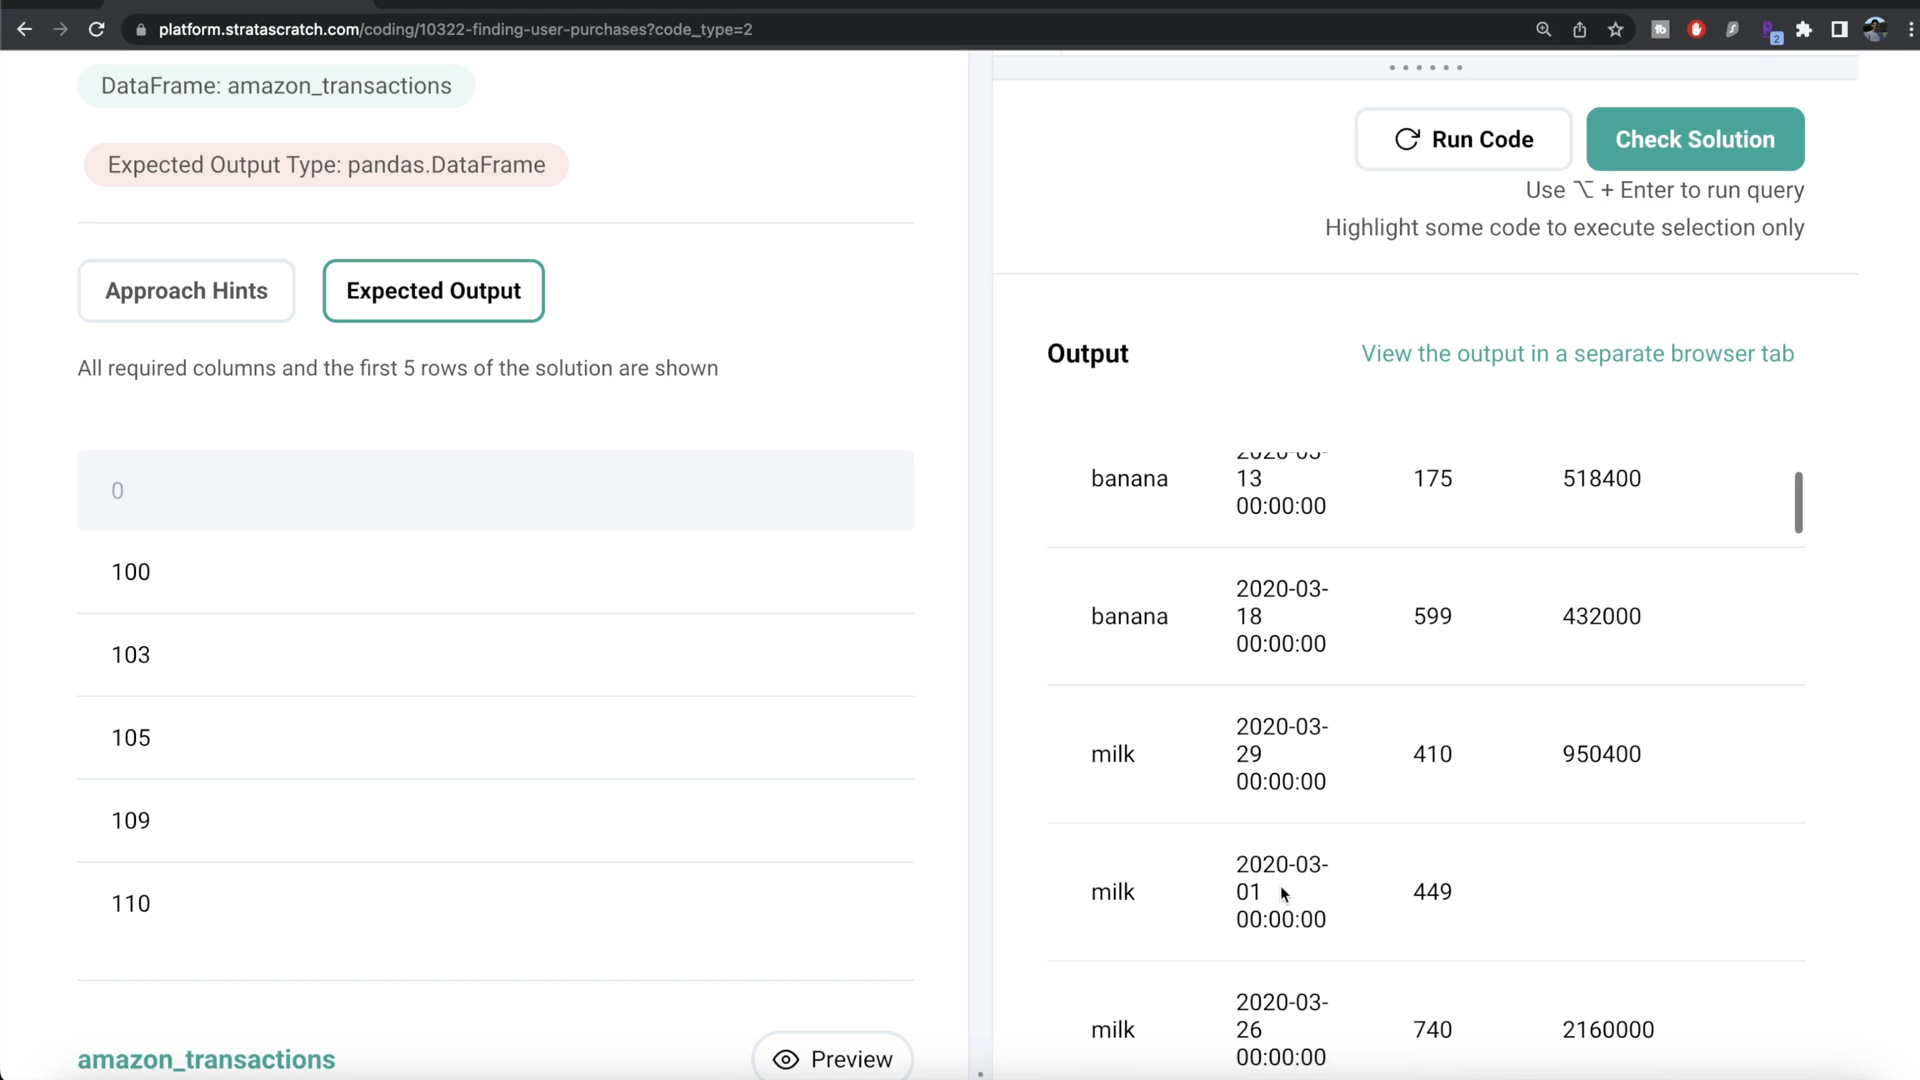 platform.stratascratch.com/coding/10322-finding-user-purchases?code_type=2
2
DataFrame: amazon_transactions
Expected Output Type: pandas.DataFrame
Approach Hints
Expected Output
All required columns and the first 5 rows of the solution are shown
0
100
103
105
109
110
amazon_transactions
Preview
Run Code
Check Solution
Use ⌥ + Enter to run query
Highlight some code to execute selection only
Output
View the output in a separate browser tab
banana
13
00:00:00
175
518400
banana
2020-03-
18
00:00:00
599
432000
milk
2020-03-
29
00:00:00
410
950400
milk
2020-03-
01
00:00:00
449
milk
2020-03-
26
00:00:00
740
2160000